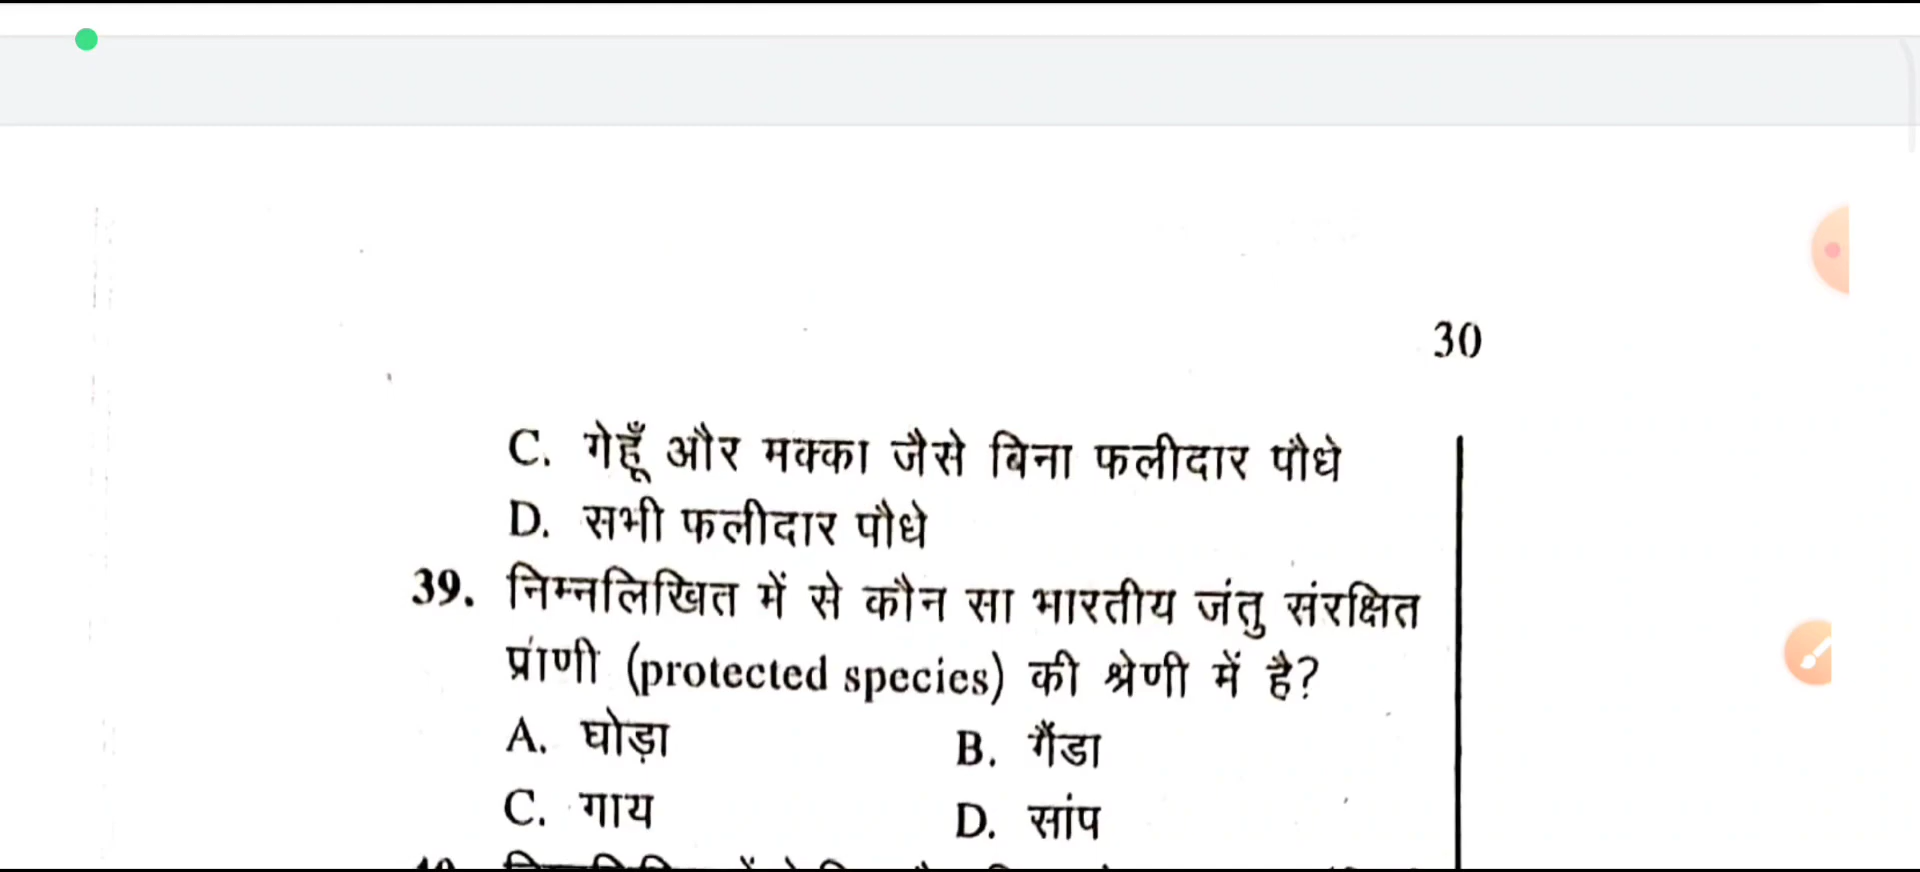 30
C. गेहूँ और मक्का जैसे बिना फलीदार पौधे
D. सभी फलीदार पौधे
39. निम्नलिखित में से कौन सा भारतीय जंतु संरक्षित
प्रांणी (protected species) की श्रेणी में है?
A. घोड़ा B. गैंडा
C. गाय D. सांप